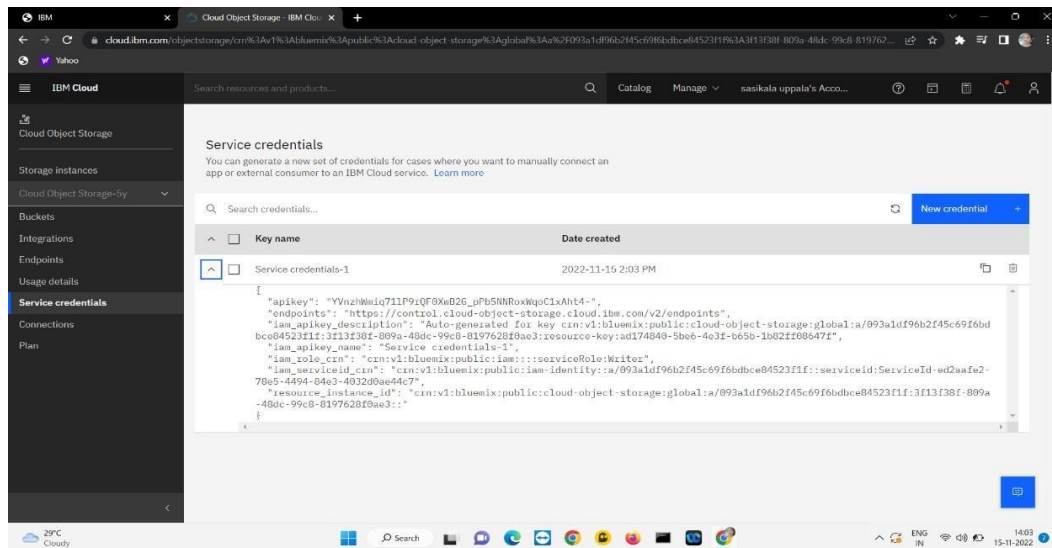 IBM
Cloud Object Storage - IBM Clou
cloud.ibm.com/objectstorage/crn%3Av1%3Abluemix%3Apublic%3Acloud-object-storage%3Aglobal%3Aa%2F093a1df96b2f45c69f6bdbce84523f1f%3A3f13f38f-809a-48dc-99c8-819762...
Yahoo
IBM Cloud
Search resources and products...
Catalog
Manage
sasikala uppala's Acco...
Cloud Object Storage
Storage instances
Cloud Object Storage-5y
Buckets
Integrations
Endpoints
Usage details
Service credentials
Connections
Plan
Service credentials
You can generate a new set of credentials for cases where you want to manually connect an
app or external consumer to an IBM Cloud service. Learn more
Search credentials...
New credential +
Key name
Date created
Service credentials-1
2022-11-15 2:03 PM
{
"apikey":
"endpoints": "https://control.cloud-object-storage.cloud.ibm.com/v2/endpoints",
"iam_apikey_description": "Auto-generated for key crn:v1:bluemix:public:cloud-object-storage:global:a/093a1df96b2f45c69f6bd
bce84523f1f:3f13f38f-809a-48dc-99c8-8197628f0ae3:resource-key:ad174840-5be6-4e3f-b65b-1b82ff08647f",
"iam_apikey_name": "Service credentials-1",
"iam_role_crn": "crn:v1:bluemix:public:iam::::serviceRole:Writer",
"iam_serviceid_crn": "crn:v1:bluemix:public:iam-identity::a/093a1df96b2f45c69f6bdbce84523f1f::serviceid:ServiceId-ed2aafe2-
78e5-4494-84e3-4032d0ae44c7",
"resource_instance_id": "crn:v1:bluemix:public:cloud-object-storage:global:a/093a1df96b2f45c69f6bdbce84523f1f:3f13f38f-809a
-48dc-99c8-8197628f0ae3::"
}
29°C
Cloudy
Search
ENG
IN
14:03
15-11-2022